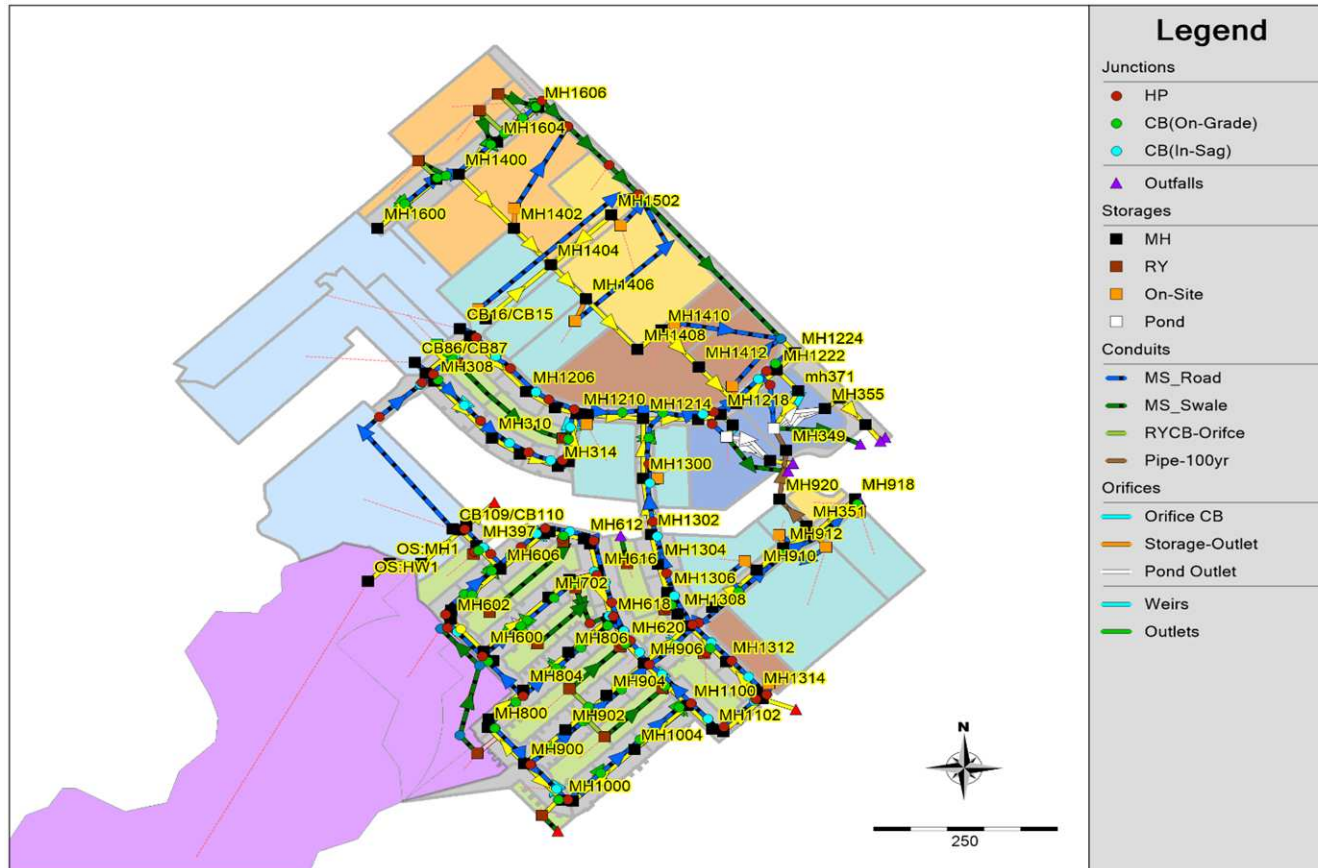 MH1606
MH1604
MH1400
MH1600
MH1402
MH1502
MH1404
MH1406
CB16/CB15
MH1410
MH1408
MH1224
CB86/CB87
MH1222
MH308
MH1412
mh371
MH1206
MH355
MH1210
MH1214
MH1218
MH310
MH349
MH314
MH1300
MH920
MH918
CB109/CB110
MH351
MH1302
MH397
MH612
MH912
OS:MH1
MH606
MH1304
MH616
MH910
OS:HW1
MH1306
MH702
MH1308
MH602
MH618
MH620
MH600
MH806
MH906
MH1312
MH804
MH904
MH1314
MH1100
MH800
MH902
MH1102
MH1004
MH900
MH1000
N
250
Legend
Junctions
HP
CB(On-Grade)
CB(In-Sag)
Outfalls
Storages
MH
RY
On-Site
Pond
Conduits
MS_Road
MS_Swale
RYCB-Orifce
Pipe-100yr
Orifices
Orifice CB
Storage-Outlet
Pond Outlet
Weirs
Outlets